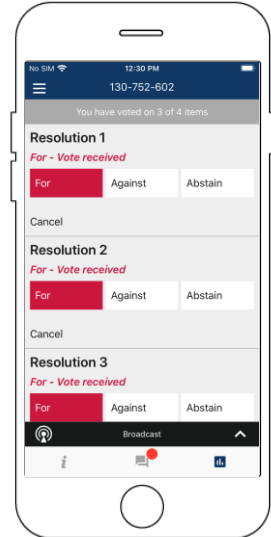 No SIM 12:30 PM
130-752-602
You have voted on 3 of 4 items
Resolution 1
For - Vote received
For Against Abstain
Cancel
Resolution 2
For - Vote received
For Against Abstain
Cancel
Resolution 3
For - Vote received
For Against Abstain
Broadcast